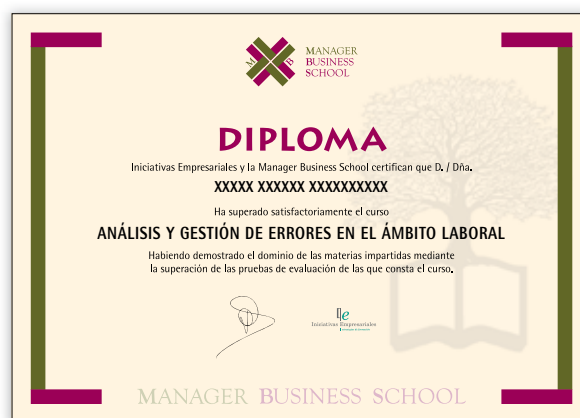 M B
MANAGER
BUSINESS
SCHOOL
DIPLOMA
Iniciativas Empresariales y la Manager Business School certifican que D. / Dña.
XXXXX XXXXXX XXXXXXXXXX
Ha superado satisfactoriamente el curso
ANÁLISIS Y GESTIÓN DE ERRORES EN EL ÁMBITO LABORAL
Habiendo demostrado el dominio de las materias impartidas mediante
la superación de las pruebas de evaluación de las que consta el curso.
Iniciativas Empresariales
MANAGER BUSINESS SCHOOL